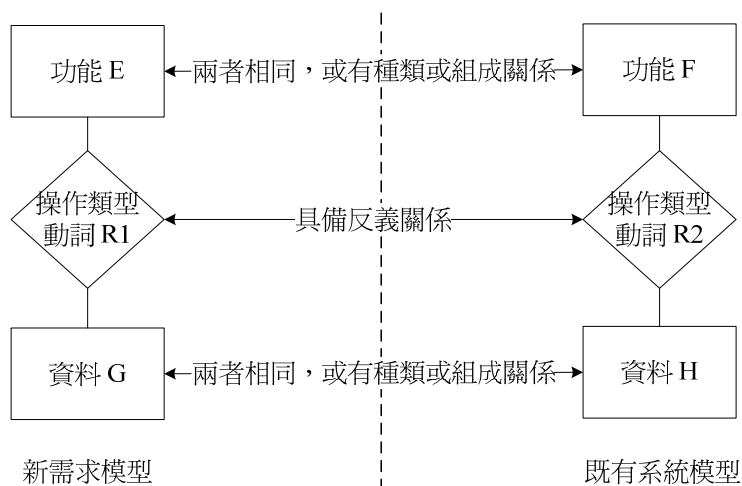 功能 E
兩者相同，或有種類或組成關係
功能 F
操作類型
動詞 R1
具備反義關係
操作類型
動詞 R2
資料 G
兩者相同，或有種類或組成關係
資料 H
新需求模型
既有系統模型